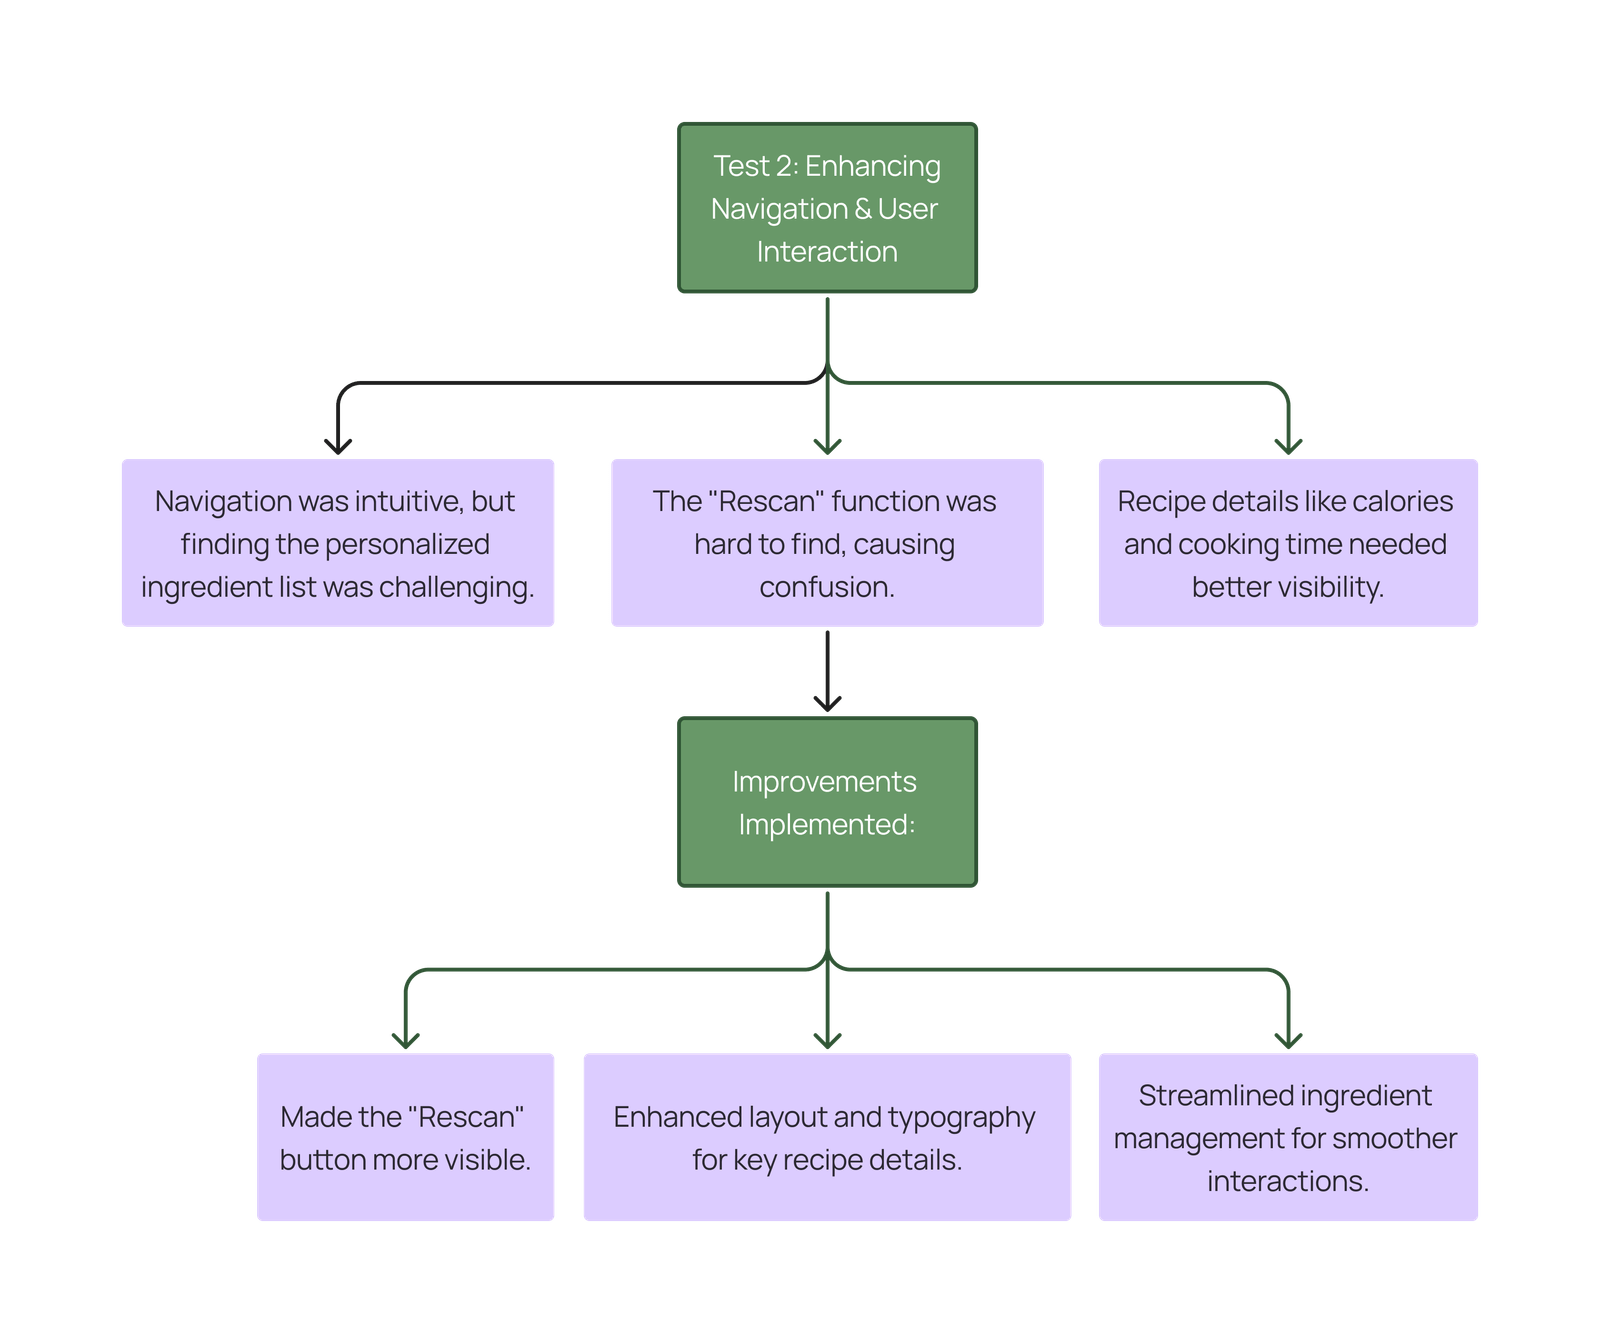 Test 2: Enhancing
Navigation & User
Interaction
Navigation was intuitive, but
finding the personalized
ingredient list was challenging.
The "Rescan" function was
hard to find, causing
confusion.
Recipe details like calories
and cooking time needed
better visibility.
Improvements
Implemented:
Made the "Rescan"
button more visible.
Enhanced layout and typography
for key recipe details.
Streamlined ingredient
management for smoother
interactions.